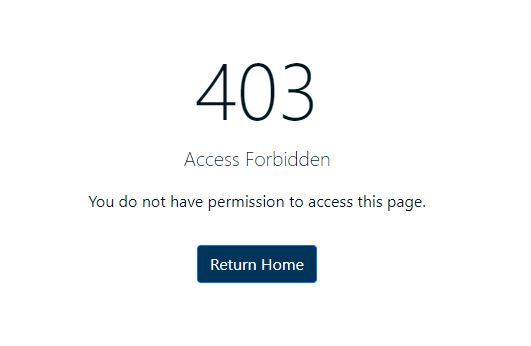 403
Access Forbidden
You do not have permission to access this page.
Return Home